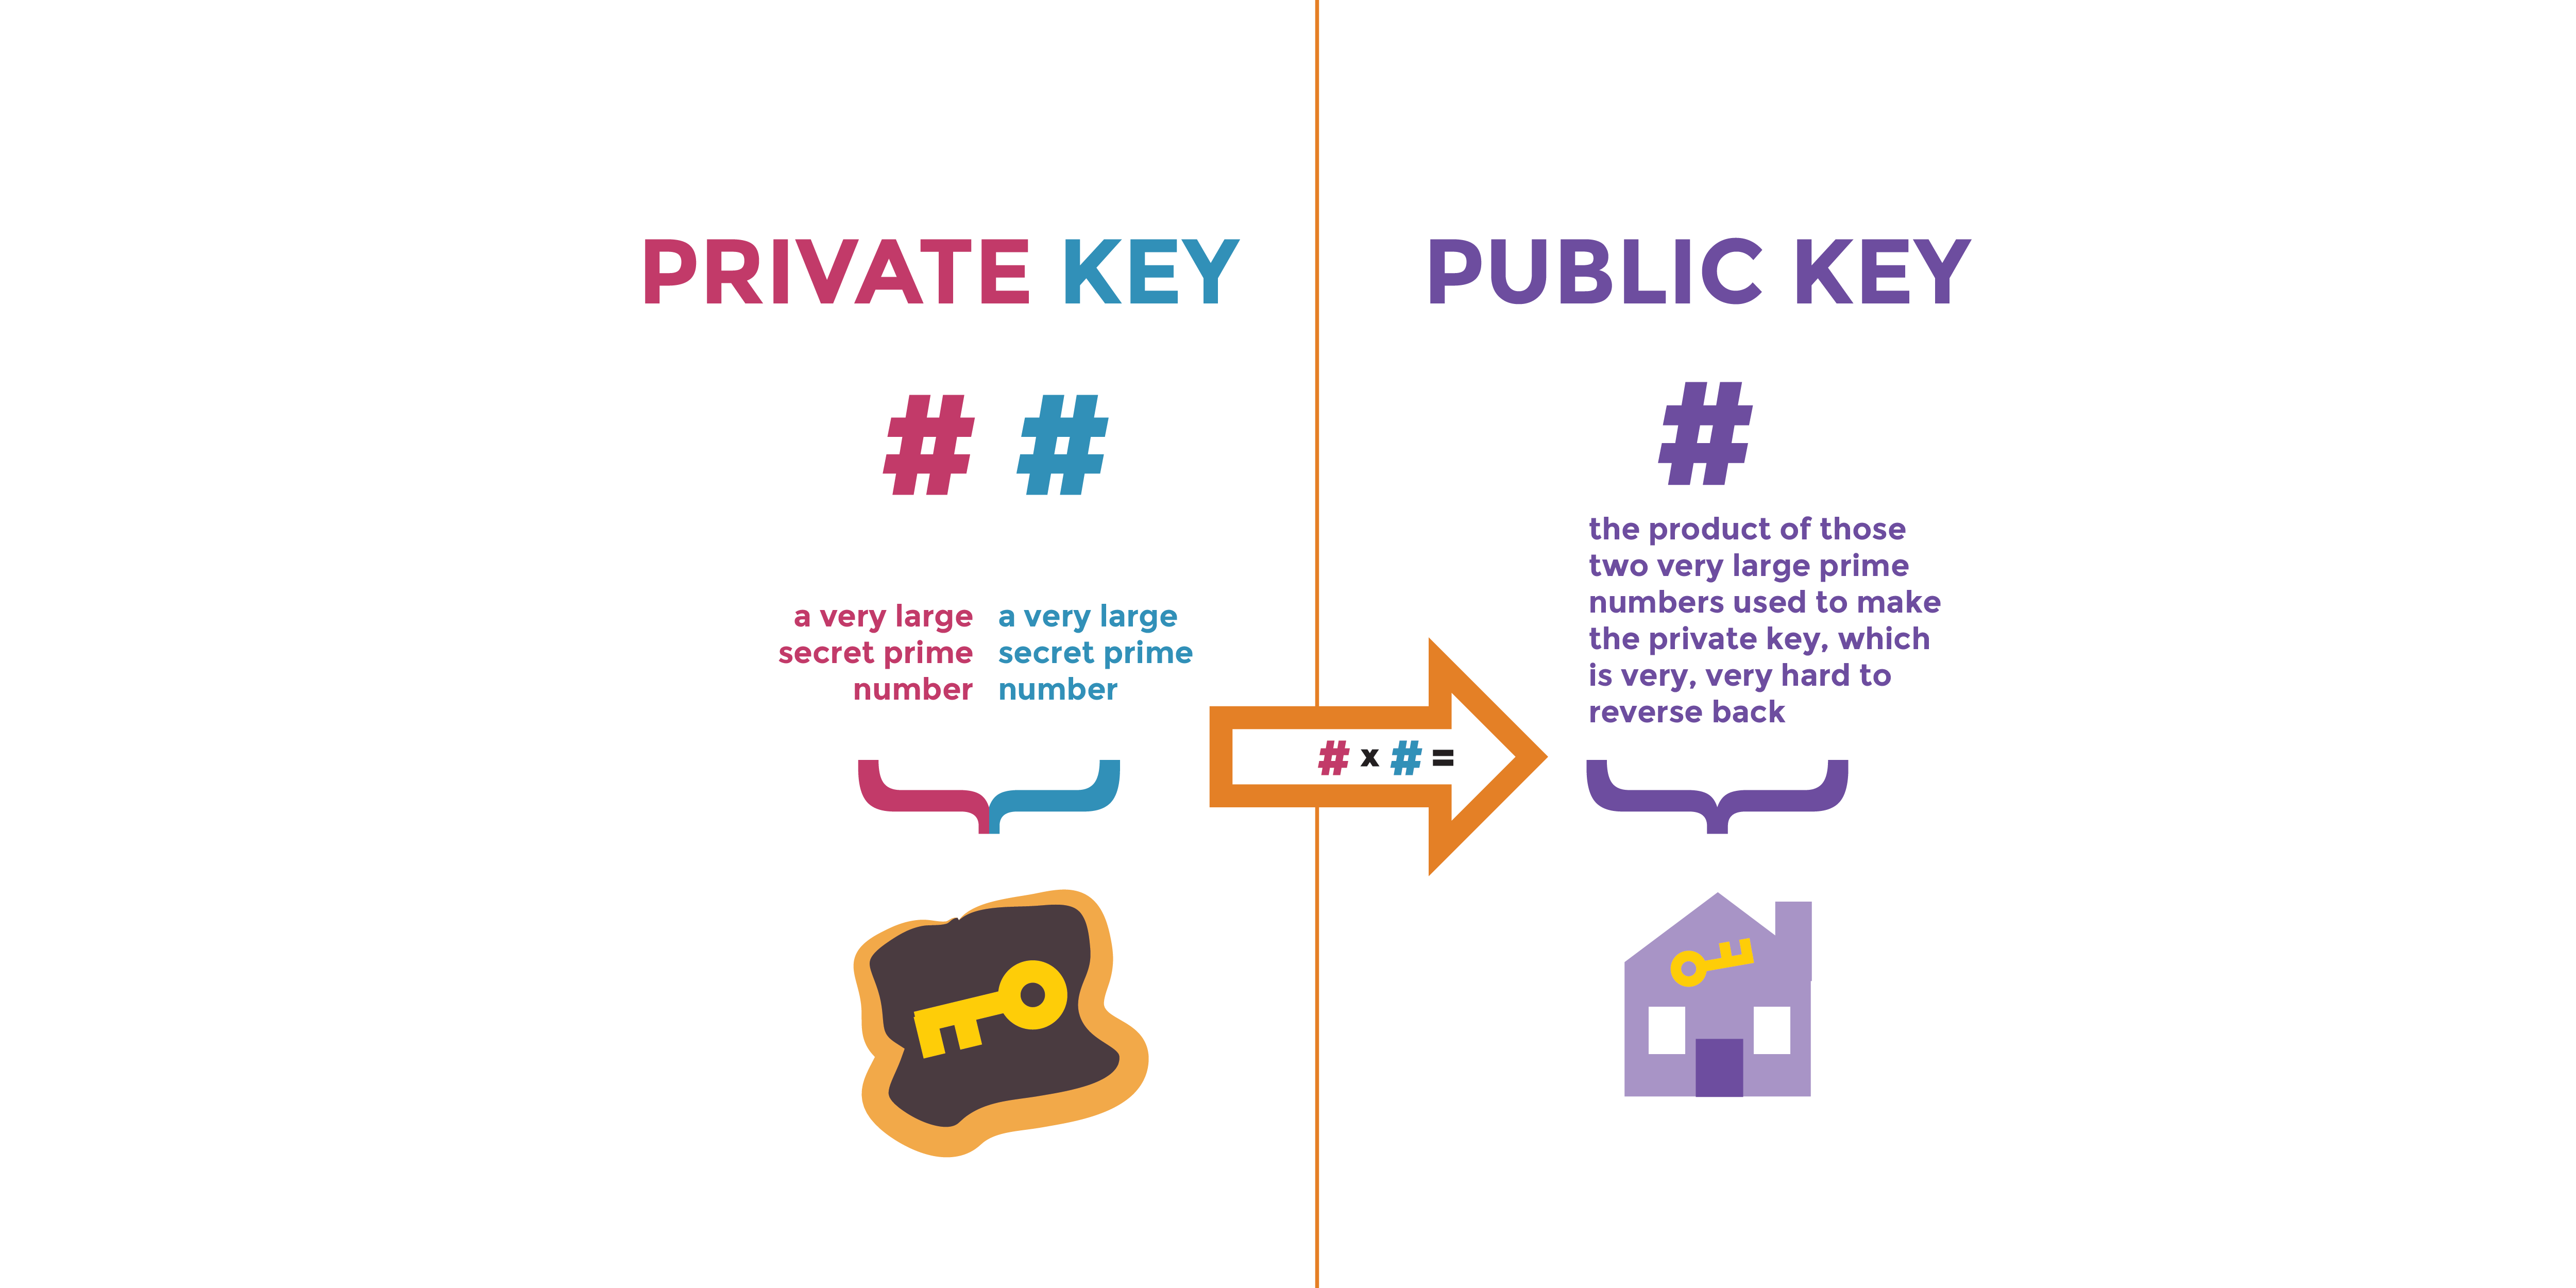 PRIVATE KEY
# #
a very large
secret prime
number
a very large
secret prime
number
# x # =
PUBLIC KEY
#
the product of those
two very large prime
numbers used to make
the private key, which
is very, very hard to
reverse back